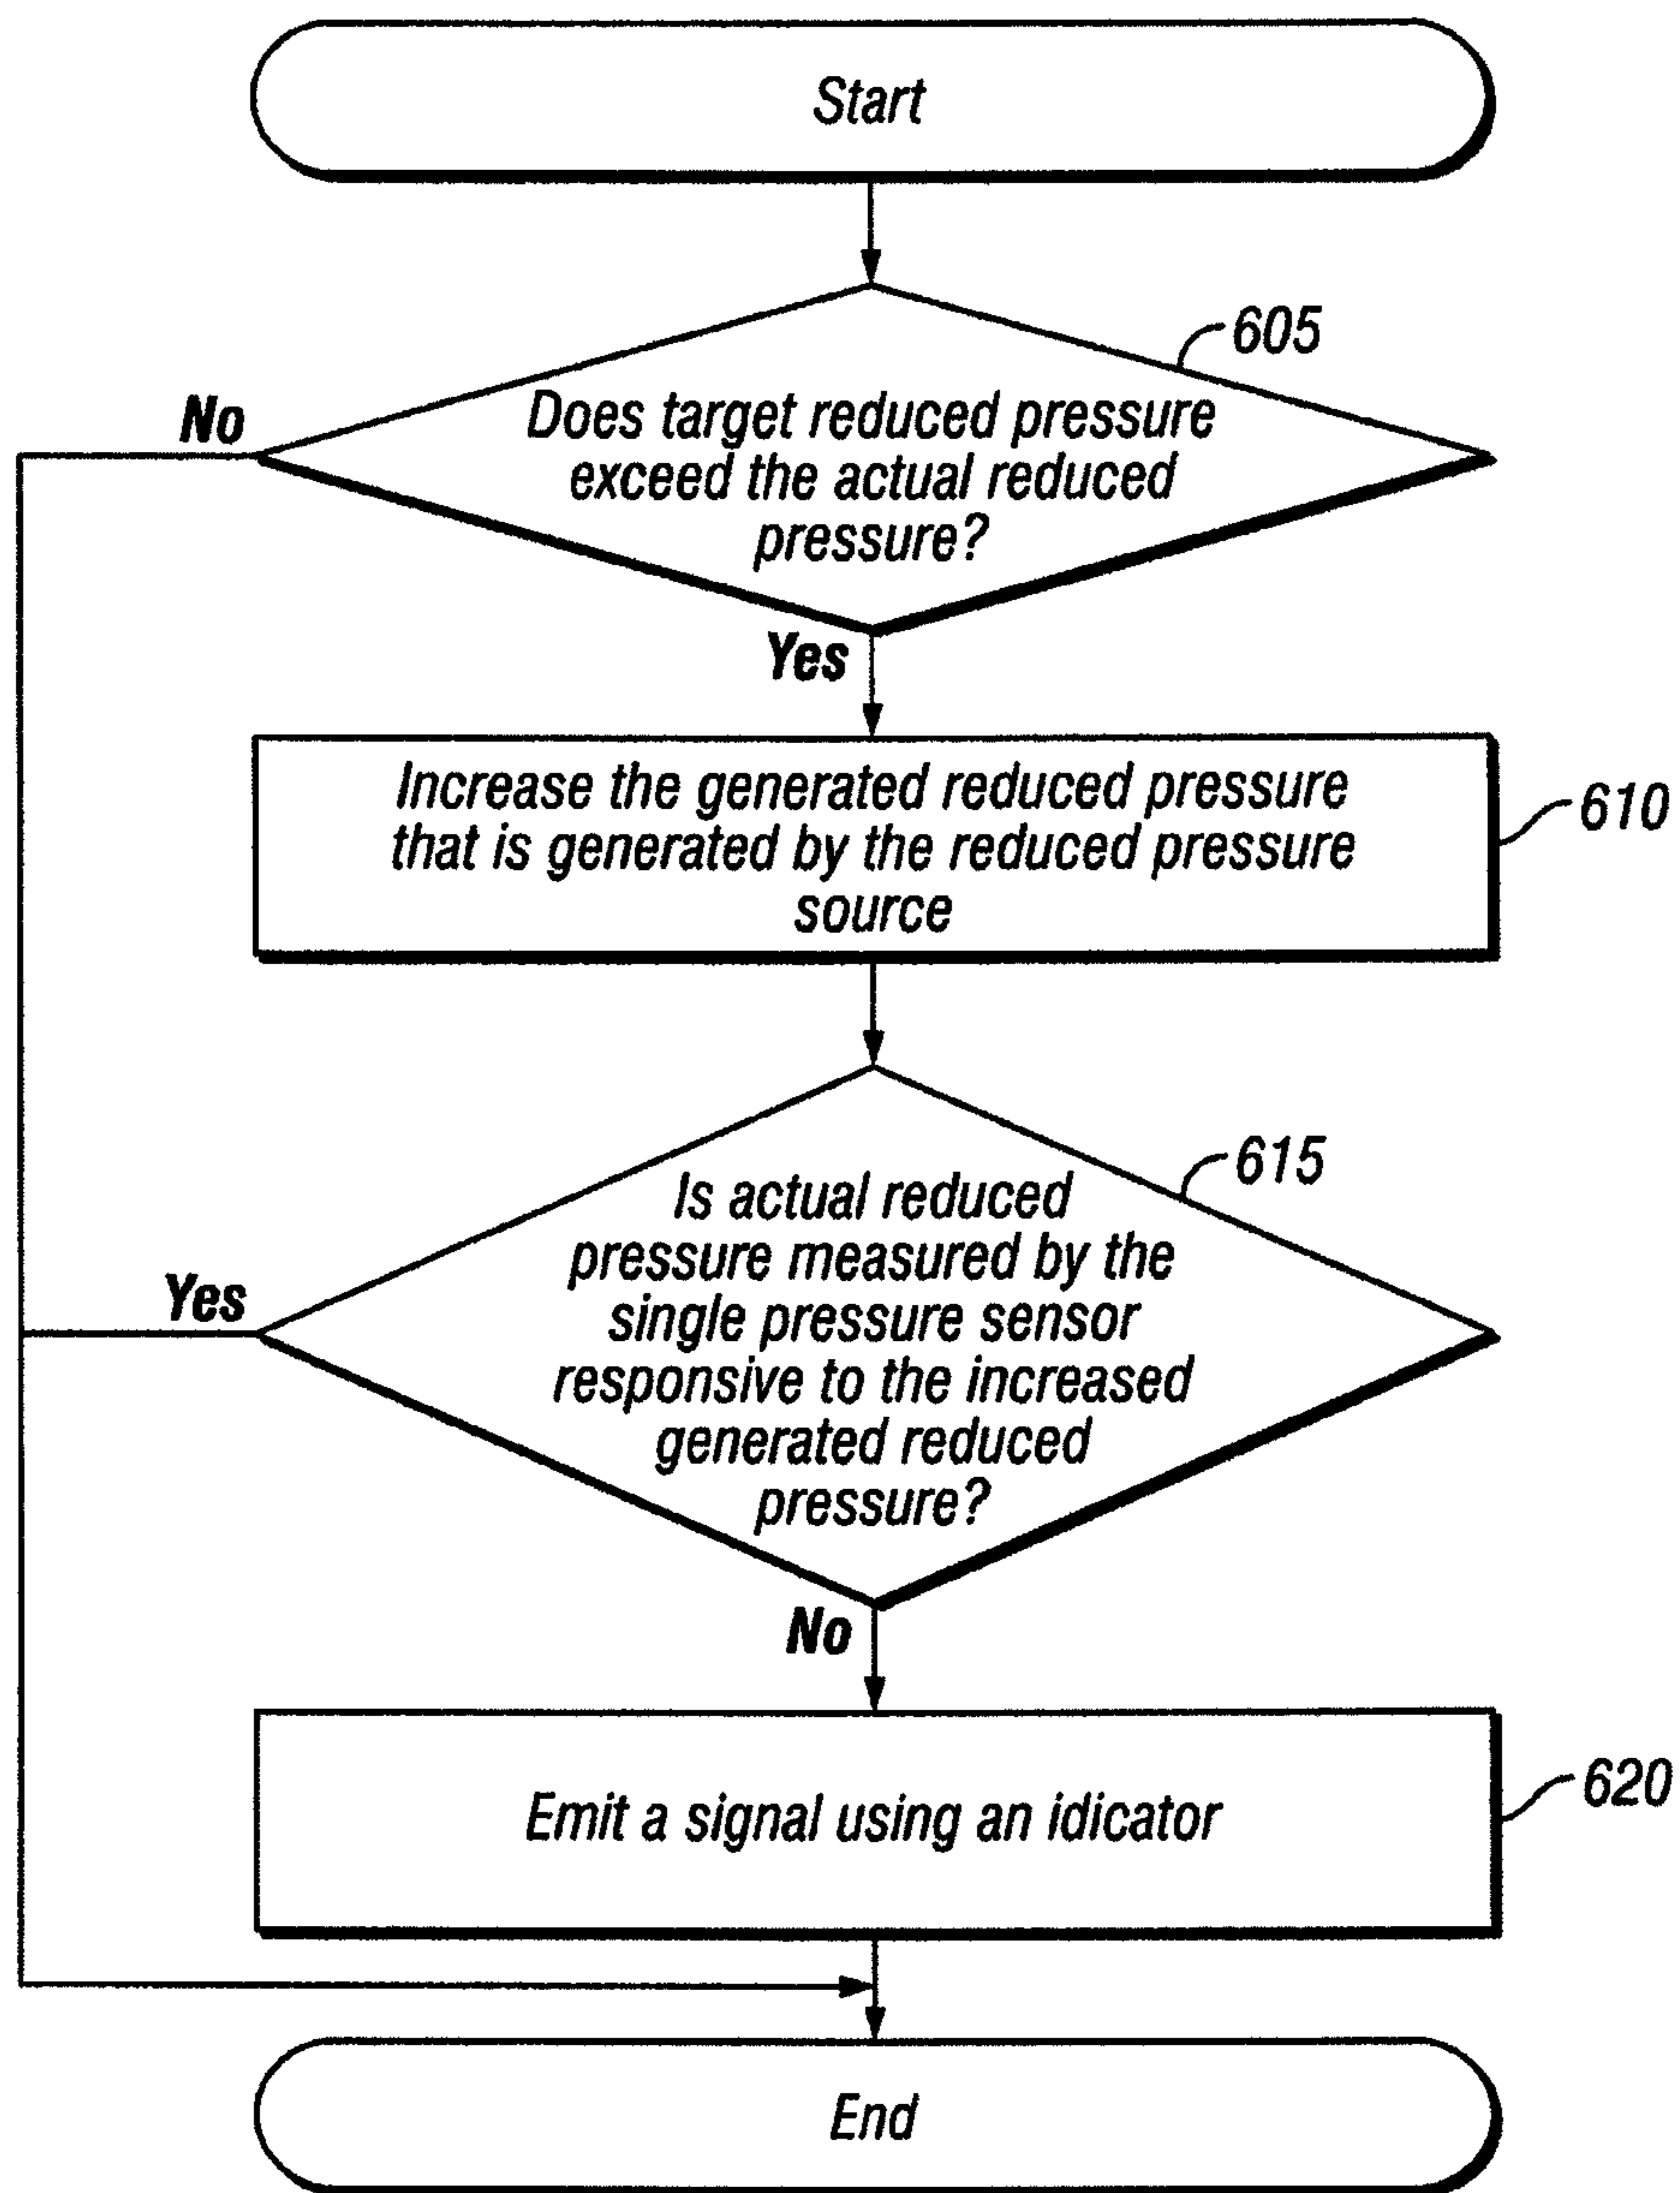 Start
605
No
Does target reduced pressure
exceed the actual reduced
pressure?
Yes
Increase the generated reduced pressure
that is generated by the reduced pressure
source
610
615
Is actual reduced
pressure measured by the
single pressure sensor
responsive to the increased
generated reduced
pressure?
Yes
No
Emit a signal using an idicator
620
End